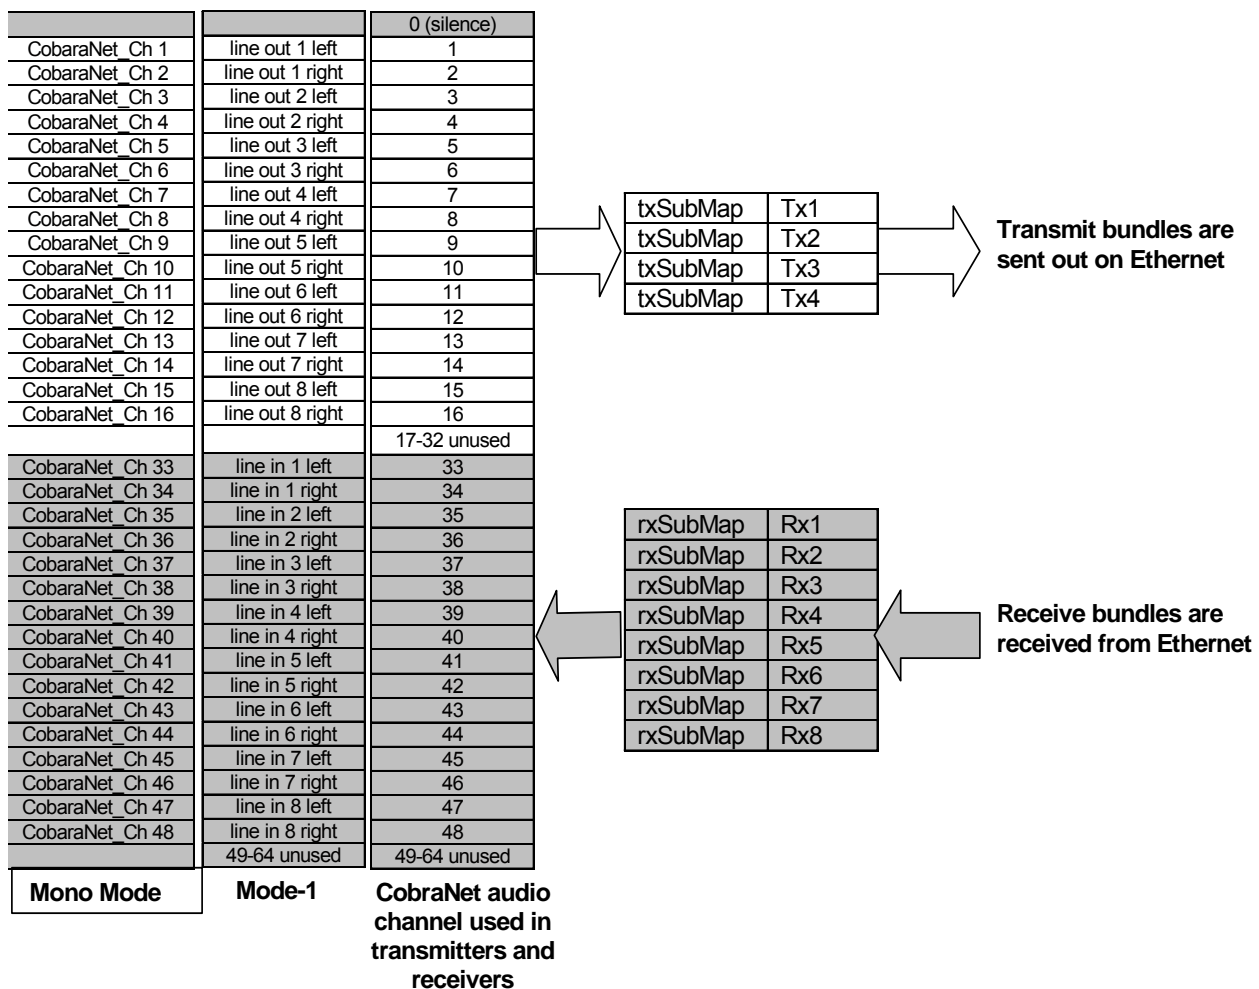 0 (silence)
CobaraNet_Ch 1 line out 1 left 1
CobaraNet_Ch 2 line out 1 right 2
CobaraNet_Ch 3 line out 2 left 3
CobaraNet_Ch 4 line out 2 right 4
CobaraNet_Ch 5 line out 3 left 5
CobaraNet_Ch 6 line out 3 right 6
CobaraNet_Ch 7 line out 4 left 7
CobaraNet_Ch 8 line out 4 right 8
CobaraNet_Ch 9 line out 5 left 9
CobaraNet_Ch 10 line out 5 right 10
CobaraNet_Ch 11 line out 6 left 11
CobaraNet_Ch 12 line out 6 right 12
CobaraNet_Ch 13 line out 7 left 13
CobaraNet_Ch 14 line out 7 right 14
CobaraNet_Ch 15 line out 8 left 15
CobaraNet_Ch 16 line out 8 right 16
17-32 unused
CobaraNet_Ch 33 line in 1 left 33
CobaraNet_Ch 34 line in 1 right 34
CobaraNet_Ch 35 line in 2 left 35
CobaraNet_Ch 36 line in 2 right 36
CobaraNet_Ch 37 line in 3 left 37
CobaraNet_Ch 38 line in 3 right 38
CobaraNet_Ch 39 line in 4 left 39
CobaraNet_Ch 40 line in 4 right 40
CobaraNet_Ch 41 line in 5 left 41
CobaraNet_Ch 42 line in 5 right 42
CobaraNet_Ch 43 line in 6 left 43
CobaraNet_Ch 44 line in 6 right 44
CobaraNet_Ch 45 line in 7 left 45
CobaraNet_Ch 46 line in 7 right 46
CobaraNet_Ch 47 line in 8 left 47
CobaraNet_Ch 48 line in 8 right 48
49-64 unused 49-64 unused
Mono Mode
Mode-1
CobraNet audio
channel used in
transmitters and
receivers
txSubMap Tx1
txSubMap Tx2
txSubMap Tx3
txSubMap Tx4
Transmit bundles are
sent out on Ethernet
rxSubMap Rx1
rxSubMap Rx2
rxSubMap Rx3
rxSubMap Rx4
rxSubMap Rx5
rxSubMap Rx6
rxSubMap Rx7
rxSubMap Rx8
Receive bundles are
received from Ethernet